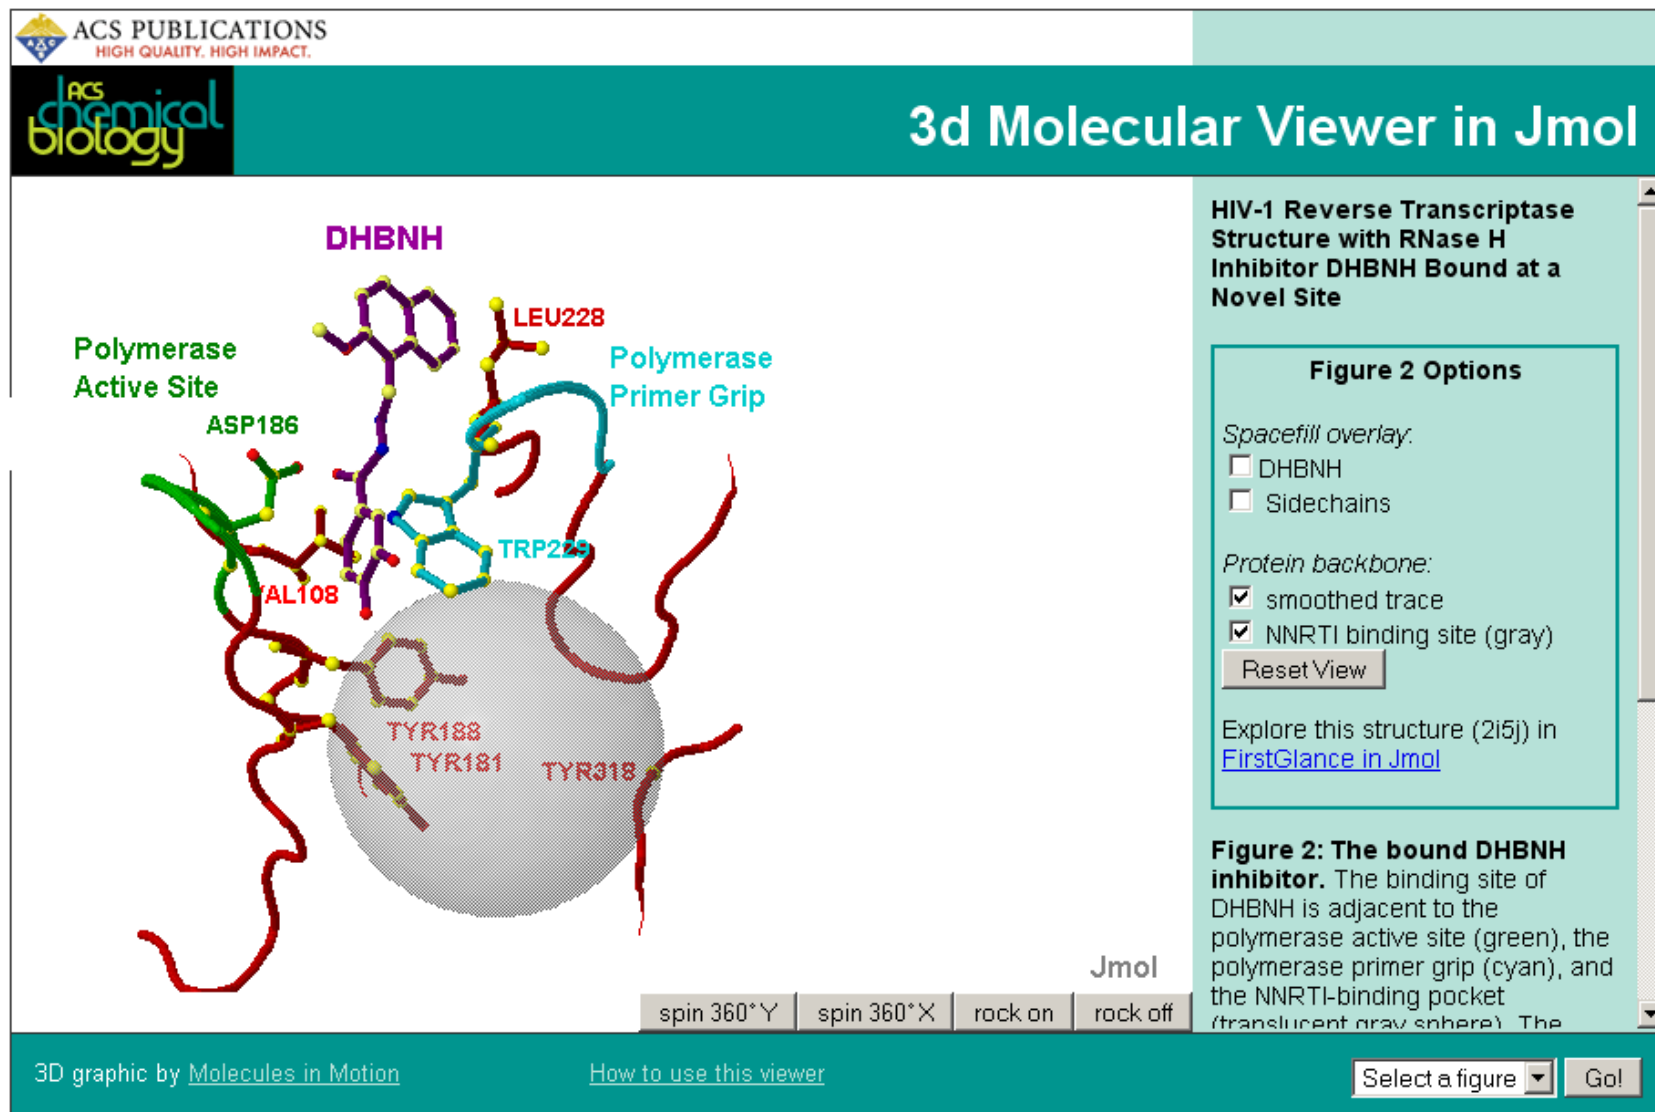 ACS PUBLICATIONS
HIGH QUALITY. HIGH IMPACT.
ACS
chemical
biology
3d Molecular Viewer in Jmol
DHBNH
LEU228
Polymerase
Active Site
Polymerase
Primer Grip
ASP186
TRP229
VAL108
TYR188
TYR181
TYR318
Jmol
spin 360°Y
spin 360°X
rock on
rock off
HIV-1 Reverse Transcriptase
Structure with RNase H
Inhibitor DHBNH Bound at a
Novel Site
Figure 2 Options
Spacefill overlay:
DHBNH
Sidechains
Protein backbone:
smoothed trace
NNRTI binding site (gray)
Reset View
Explore this structure (2i5j) in
FirstGlance in Jmol
Figure 2: The bound DHBNH
inhibitor. The binding site of
DHBNH is adjacent to the
polymerase active site (green), the
polymerase primer grip (cyan), and
the NNRTI-binding pocket
(translucent gray sphere). The
3D graphic by Molecules in Motion
How to use this viewer
Select a figure
Go!